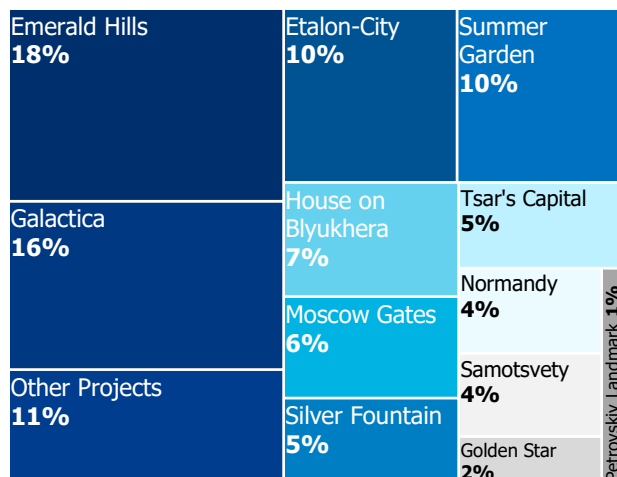 Emerald Hills
18%
Galactica
16%
Other Projects
11%
Etalon-City
10%
House on
Blyukhera
7%
Moscow Gates
6%
Silver Fountain
5%
Summer
Garden
10%
Tsar's Capital
5%
Normandy
4%
Samotsvety
4%
Golden Star
2%
Petrovskiy Landmark 1%